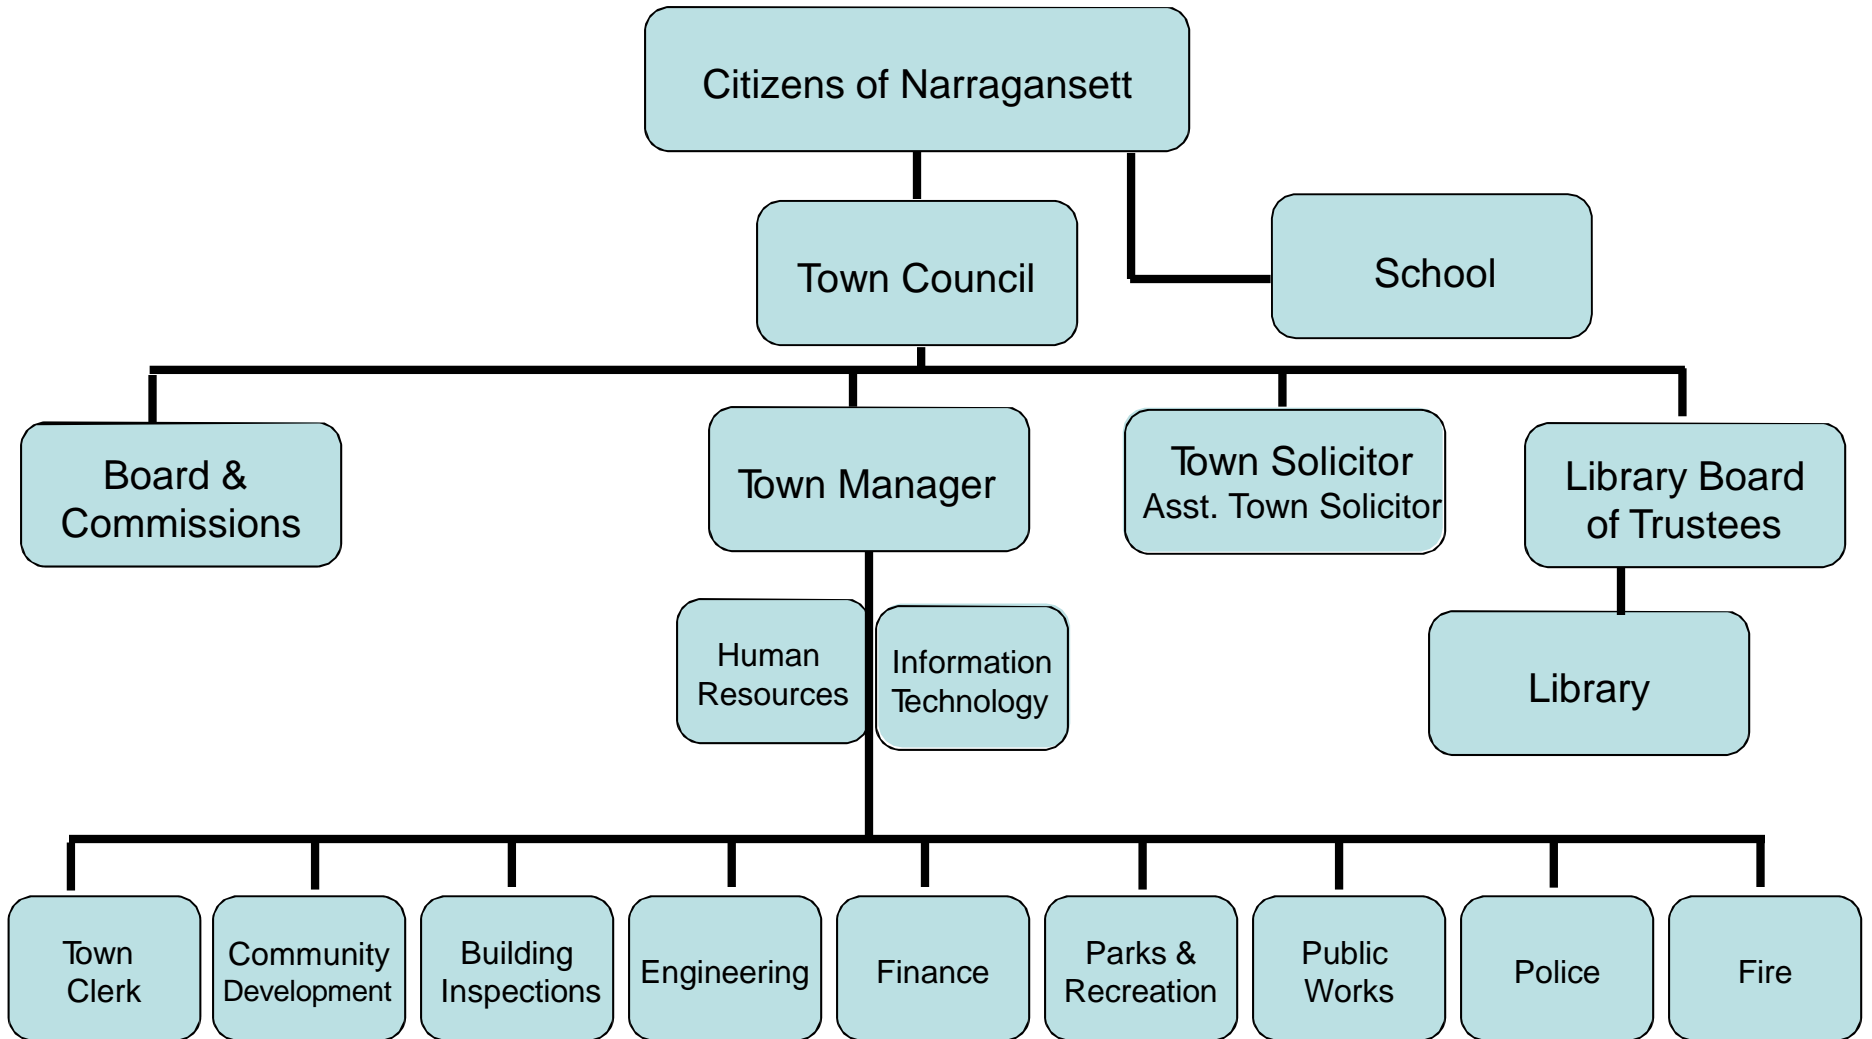 Citizens of Narragansett
Town Council
School
Board &
Commissions
Town Manager
Town Solicitor
Asst. Town Solicitor
Library Board
of Trustees
Human
Resources
Information
Technology
Library
Town
Clerk
Community
Development
Building
Inspections
Engineering
Finance
Parks &
Recreation
Public
Works
Police
Fire